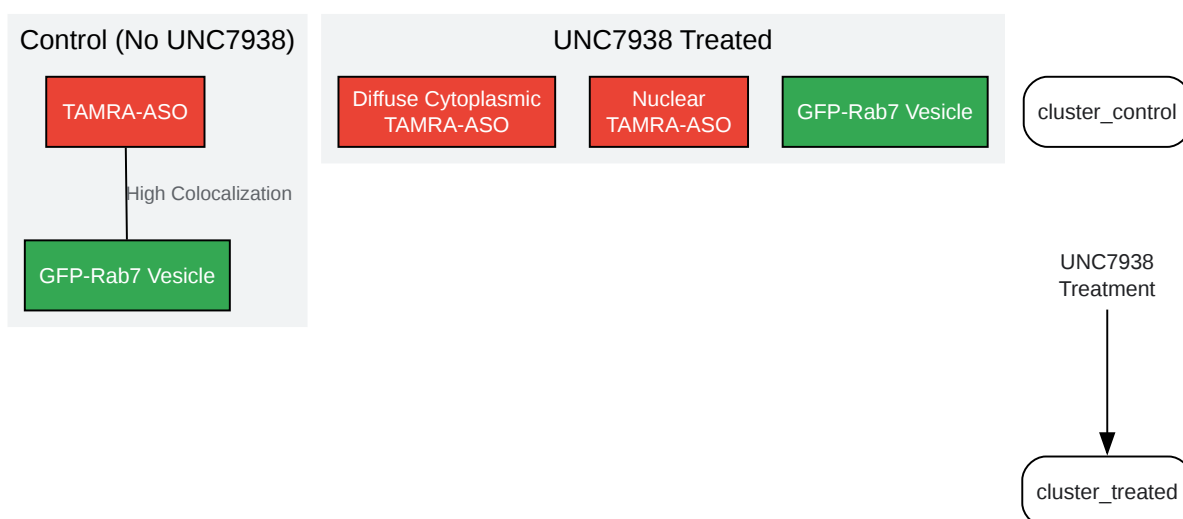 Control (No UNC7938)
TAMRA-ASO
High Colocalization
GFP-Rab7 Vesicle
UNC7938 Treated
Diffuse Cytoplasmic
TAMRA-ASO
Nuclear
TAMRA-ASO
GFP-Rab7 Vesicle
cluster_control
UNC7938
Treatment
cluster_treated